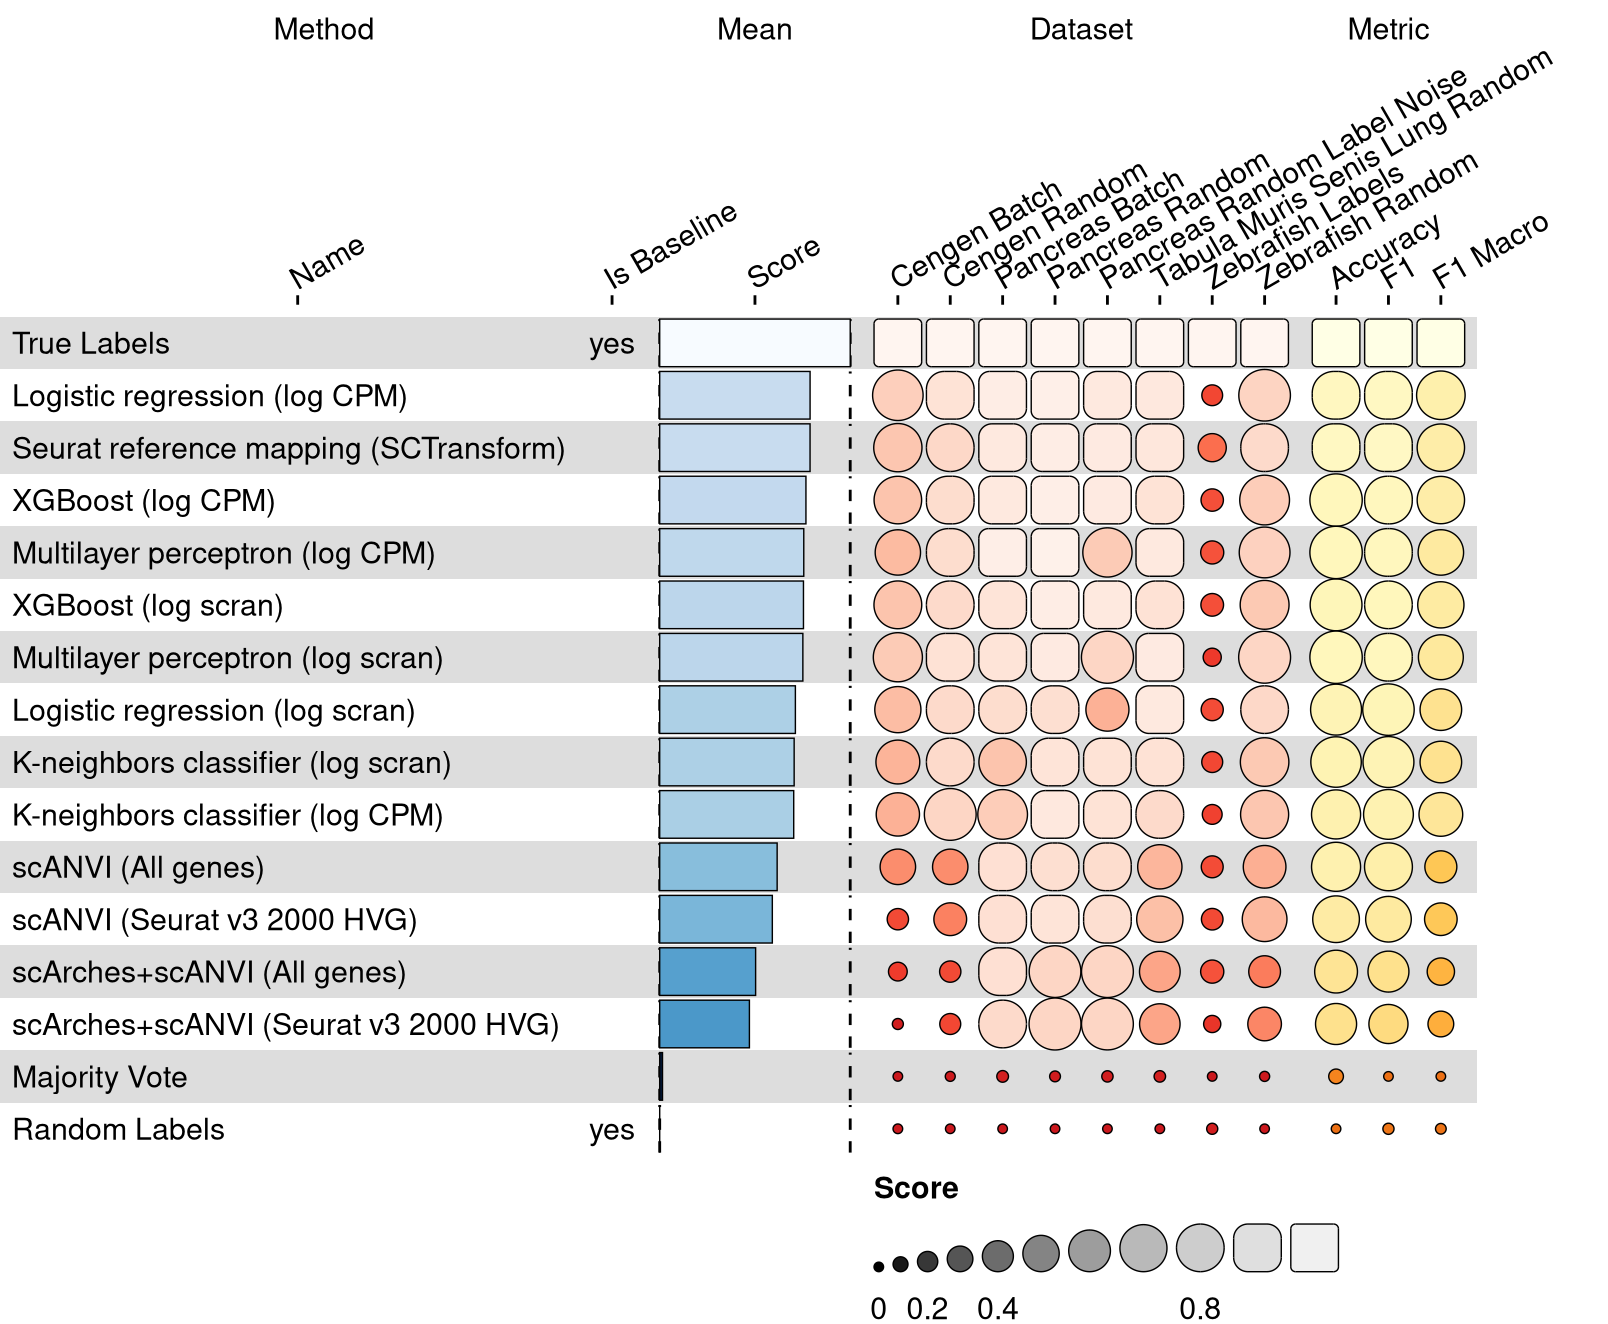 Method Mean Dataset Metric
Name
Is Baseline
Score
Cengen Batch
Cengen Random
Pancreas Batch
Pancreas Random
Pancreas Random Label Noise
Tabula Muris Senis Lung Random
Zebrafish Labels
Zebrafish Random
Accuracy
F1
F1 Macro
True Labels yes
Logistic regression (log CPM)
Seurat reference mapping (SCTransform)
XGBoost (log CPM)
Multilayer perceptron (log CPM)
XGBoost (log scran)
Multilayer perceptron (log scran)
Logistic regression (log scran)
K-neighbors classifier (log scran)
K-neighbors classifier (log CPM)
scANVI (All genes)
scANVI (Seurat v3 2000 HVG)
scArches+scANVI (All genes)
scArches+scANVI (Seurat v3 2000 HVG)
Majority Vote
Random Labels yes
Score
0 0.2 0.4 0.8